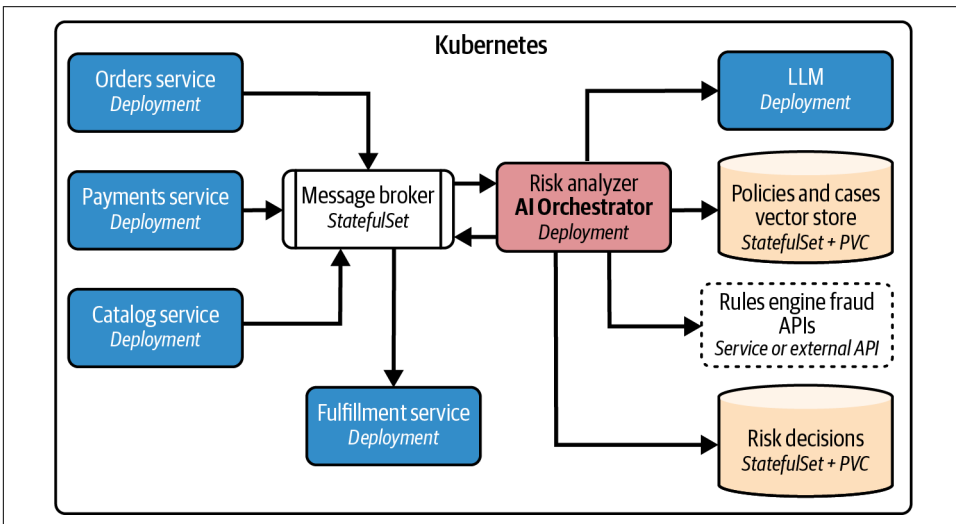 Kubernetes
Orders service
Deployment
Payments service
Deployment
Catalog service
Deployment
Message broker
StatefulSet
Fulfillment service
Deployment
Risk analyzer
AI Orchestrator
Deployment
LLM
Deployment
Policies and cases
vector store
StatefulSet + PVC
Rules engine fraud
APIs
Service or external API
Risk decisions
StatefulSet + PVC